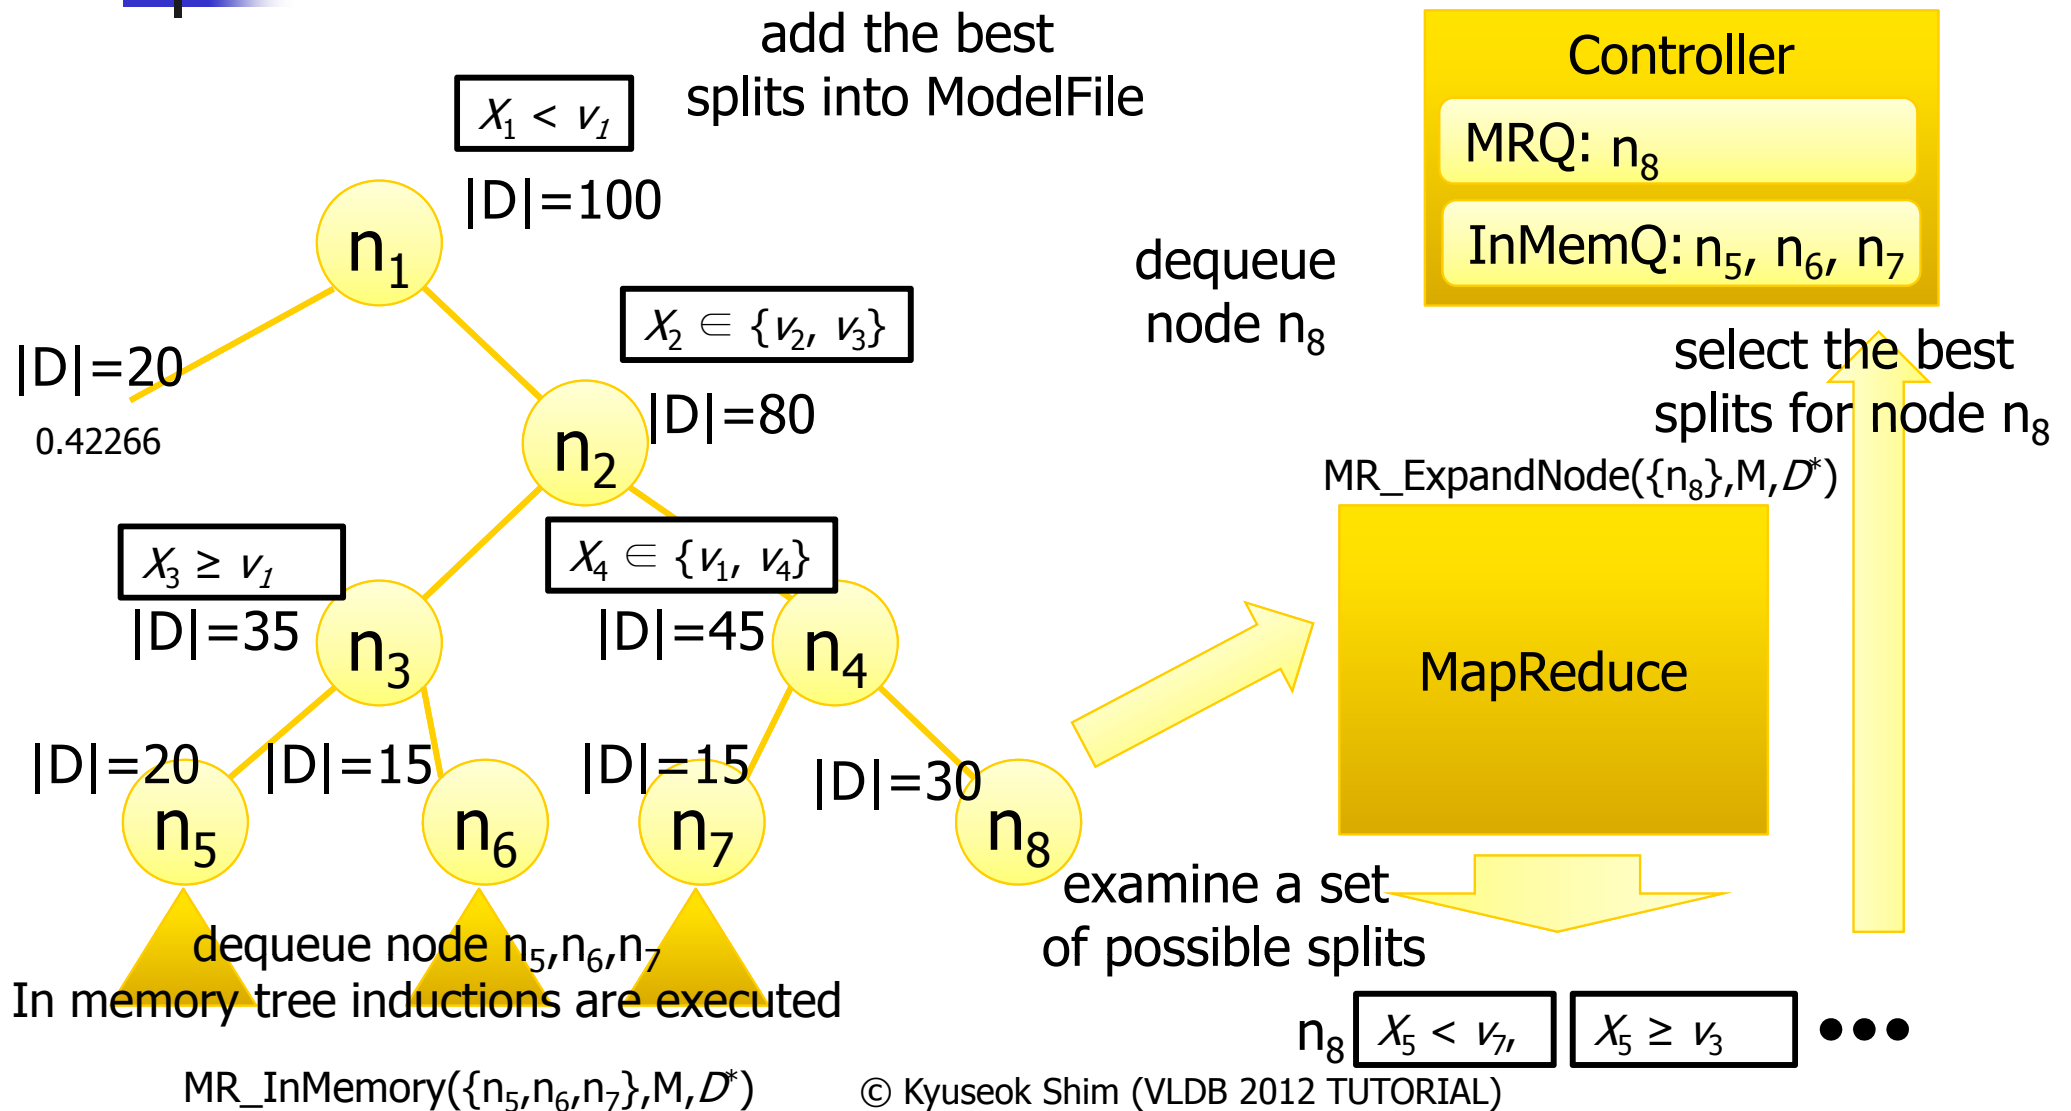 add the best
splits into ModelFile
Controller
MRQ: n8
InMemQ: n5, n6, n7
X1 < v1
|D|=100
n1
dequeue
node n8
X2 ∈ {v2, v3}
|D|=80
n2
|D|=20
0.42266
select the best
splits for node n8
MR_ExpandNode({n8},M,D*)
X3 ≥ v1
|D|=35
n3
X4 ∈ {v1, v4}
|D|=45
n4
MapReduce
|D|=20
n5
|D|=15
n6
|D|=15
n7
|D|=30
n8
examine a set
of possible splits
dequeue node n5,n6,n7
In memory tree inductions are executed
n8 X5 < v7, X5 ≥ v3 •••
MR_InMemory({n5,n6,n7},M,D*)
© Kyuseok Shim (VLDB 2012 TUTORIAL)